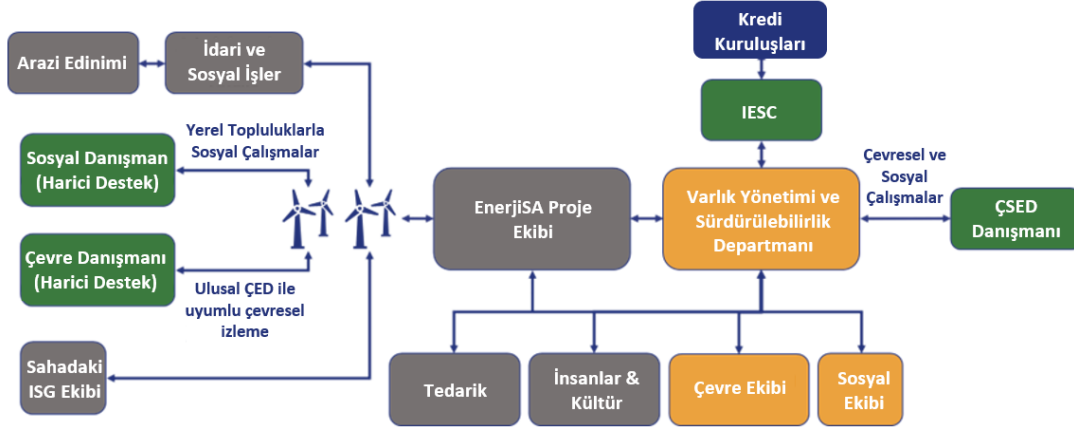 Kredi
Kuruluşları
Arazi Edinimi
İdari ve
Sosyal İşler
IESC
Yerel Topluluklarla
Sosyal Çalışmalar
Sosyal Danışman
(Harici Destek)
EnerjiSA Proje
Ekibi
Varlık Yönetimi ve
Sürdürülebilirlik
Departmanı
Çevresel ve
Sosyal
Çalışmalar
ÇSED
Danışmanı
Çevre Danışmanı
(Harici Destek)
Ulusal ÇED ile
uyumlu çevresel
izleme
Sahadaki
ISG Ekibi
Tedarik
İnsanlar &
Kültür
Çevre Ekibi
Sosyal
Ekibi